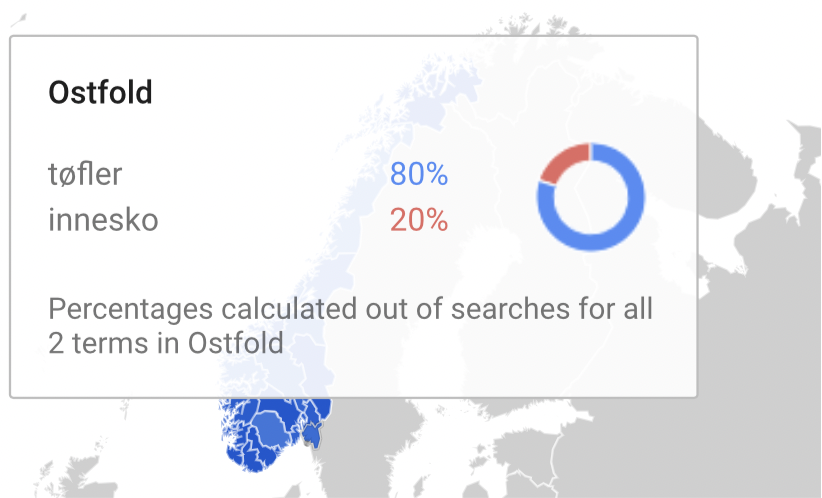 Ostfold
tøfler 80%
innesko 20%
Percentages calculated out of searches for all
2 terms in Ostfold